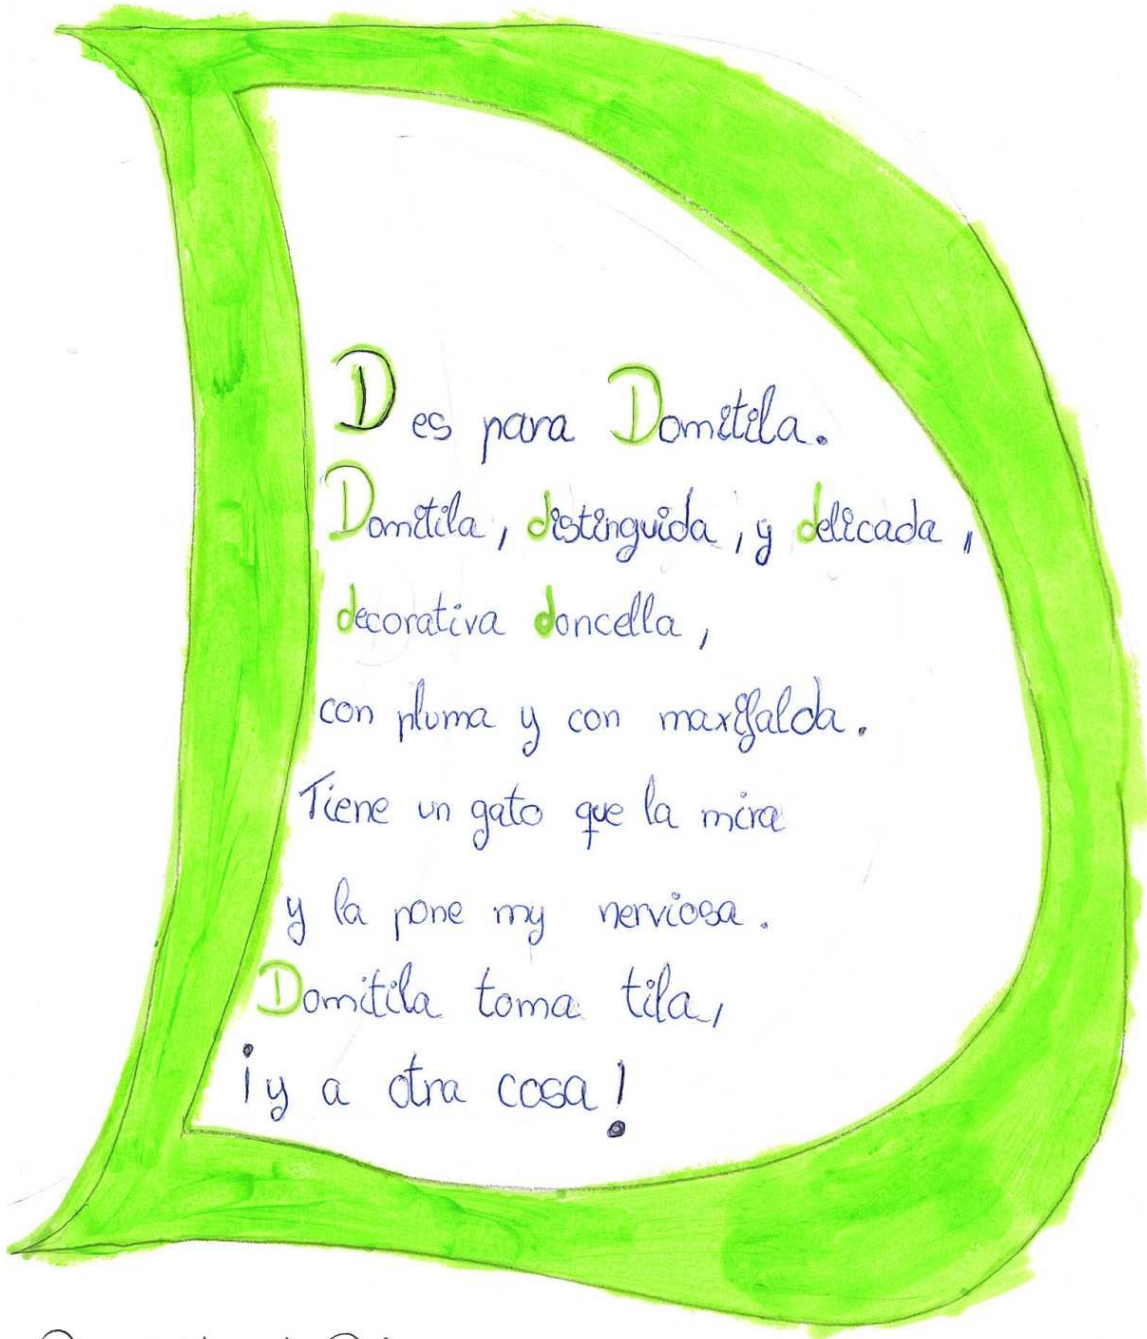 D es para Domitila.
Domitila, distinguida, y delicada,
decorativa doncella,
con pluma y con maxifalda.
Tiene un gato que la mira
y la pone my nerviosa.
Domitila toma tila,
¡y a otra cosa!